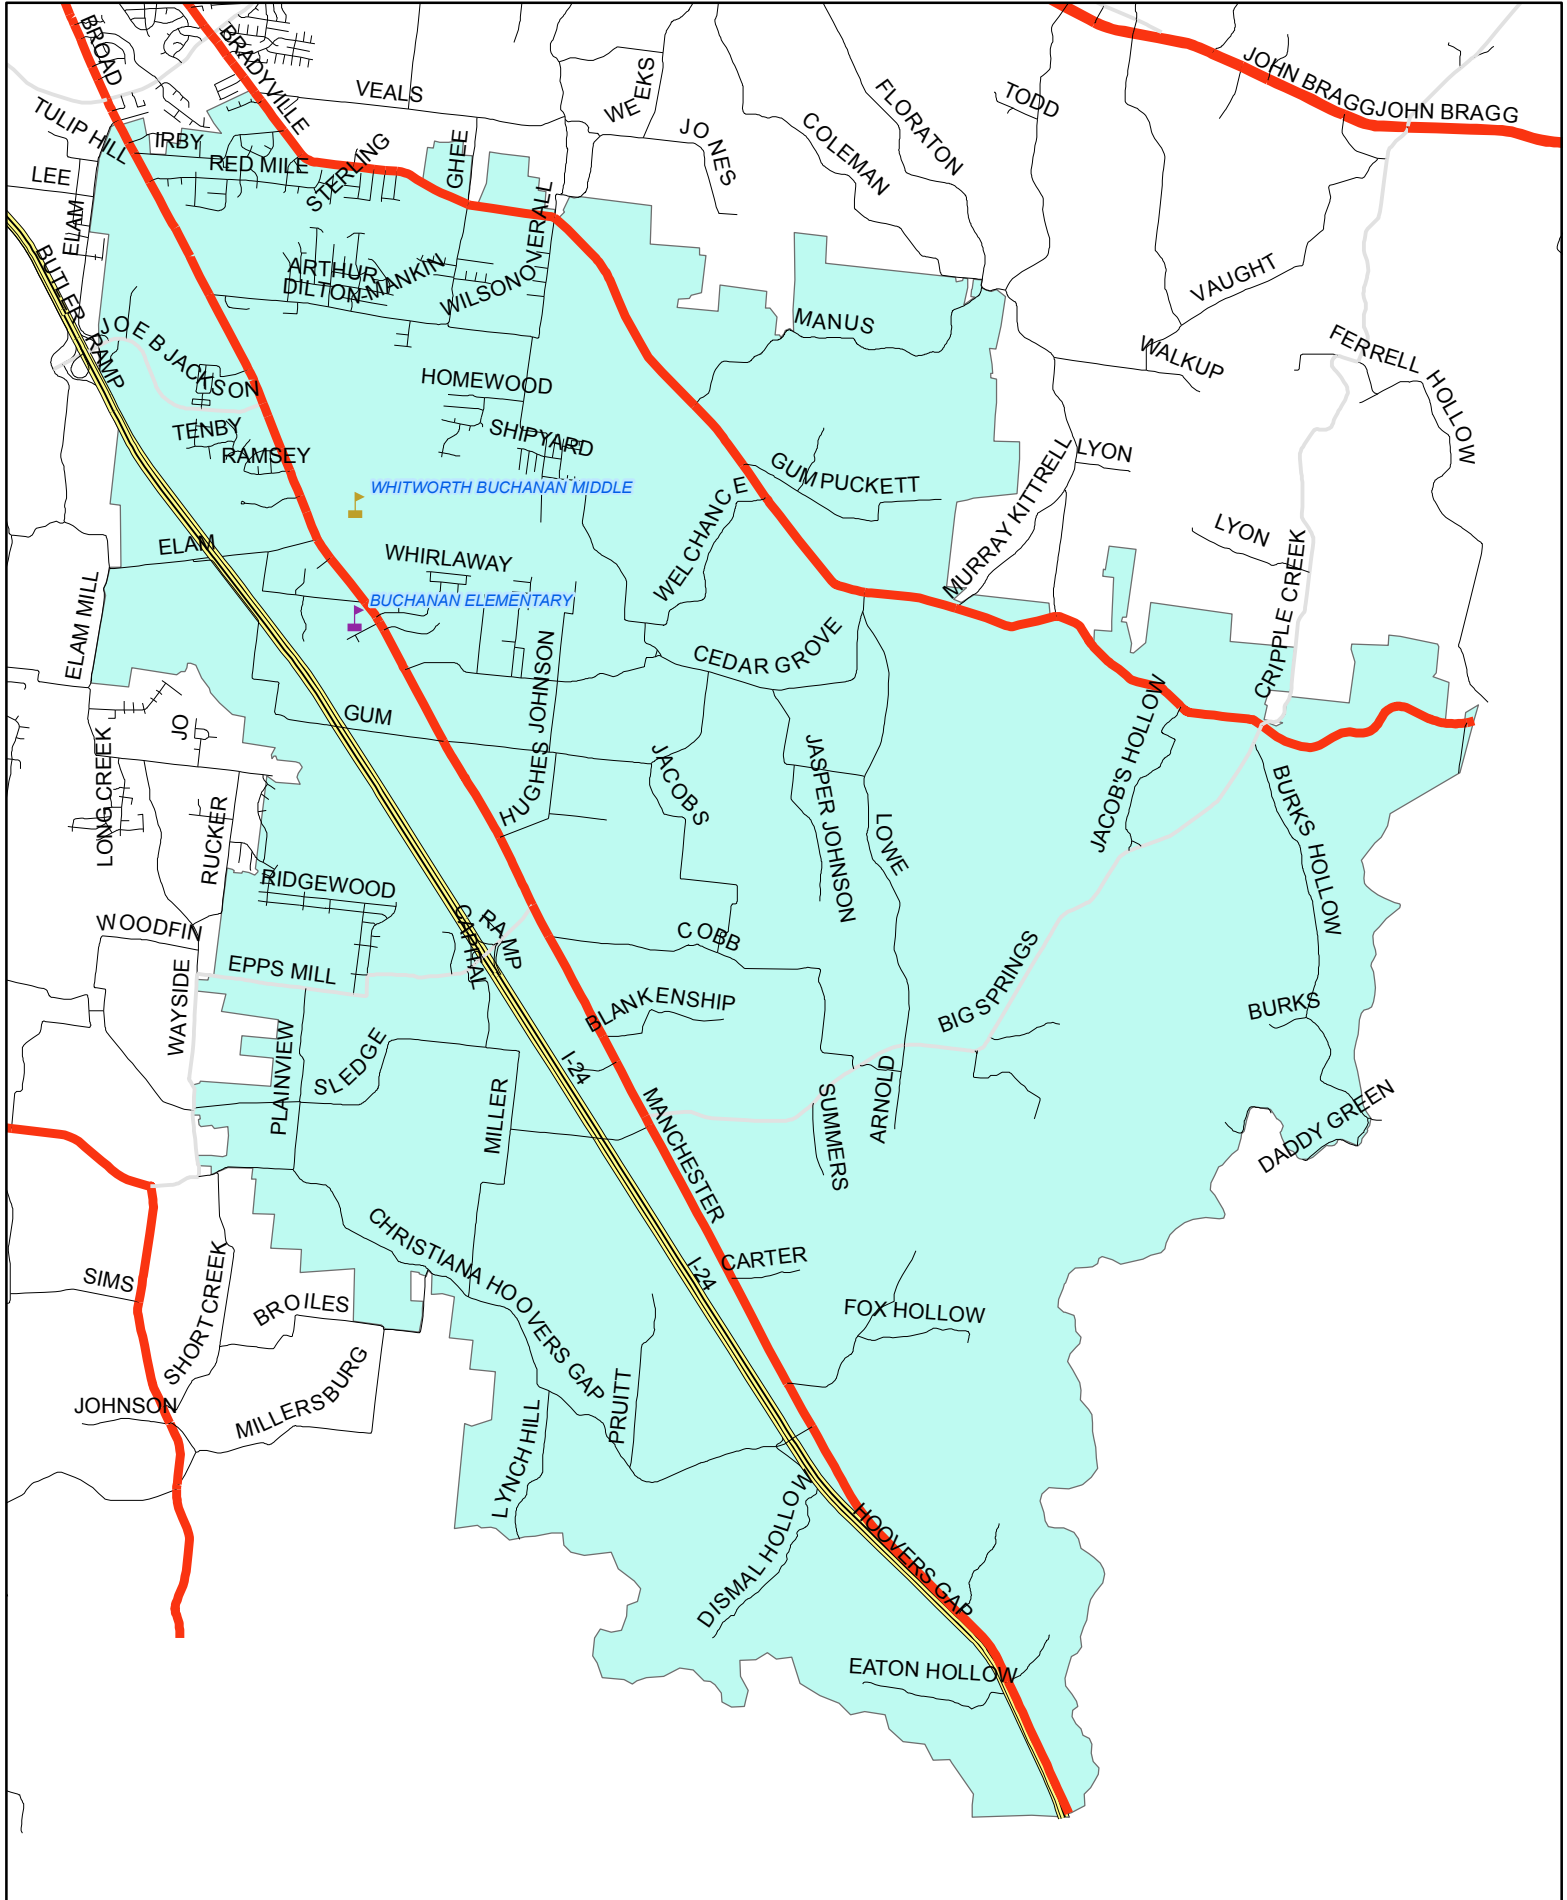 BROAD
BRADYVILLE
VEALS
WEEKS
JONES
COLEMAN
FLORATON
TODD
JOHN BRAGG
JOHN BRAGG
TULIP HILL
IRBY
RED MILE
STERLING
GHEE
LEE
ELAM
OVERALL
BUTLER
RAMP
ARTHUR
DILTON-MANKIN
WILSON
VAUGHT
JOE B JACKSON
MANUS
WALKUP
FERRELL HOLLOW
HOMEWOOD
TENBY
RAMSEY
SHIPYARD
LYON
GUM PUCKETT
WELCHANCE
WHITWORTH BUCHANAN MIDDLE
MURRAY KITTRELL
LYON
ELAM
WHIRLAWAY
CRIPPLE CREEK
ELAM MILL
BUCHANAN ELEMENTARY
CEDAR GROVE
HUGHES JOHNSON
JO
GUM
JACOB'S HOLLOW
LONG CREEK
JACOBS
JASPER JOHNSON
BURKS HOLLOW
RUCKER
LOWE
RIDGEWOOD
WOODFIN
CAPITAL
RAMP
COBB
EPPS MILL
WAYSIDE
BLANKENSHIP
BIG SPRINGS
BURKS
PLAINVIEW
SLEDGE
I-24
MILLER
MANCHESTER
SUMMERS
ARNOLD
DADDY GREEN
CHRISTIANA HOOVERS GAP
SIMS
SHORT CREEK
I-24
CARTER
BROILES
FOX HOLLOW
JOHNSON
MILLERSBURG
PRUITT
LYNCH HILL
DISMAL HOLLOW
HOOVERS GAP
EATON HOLLOW